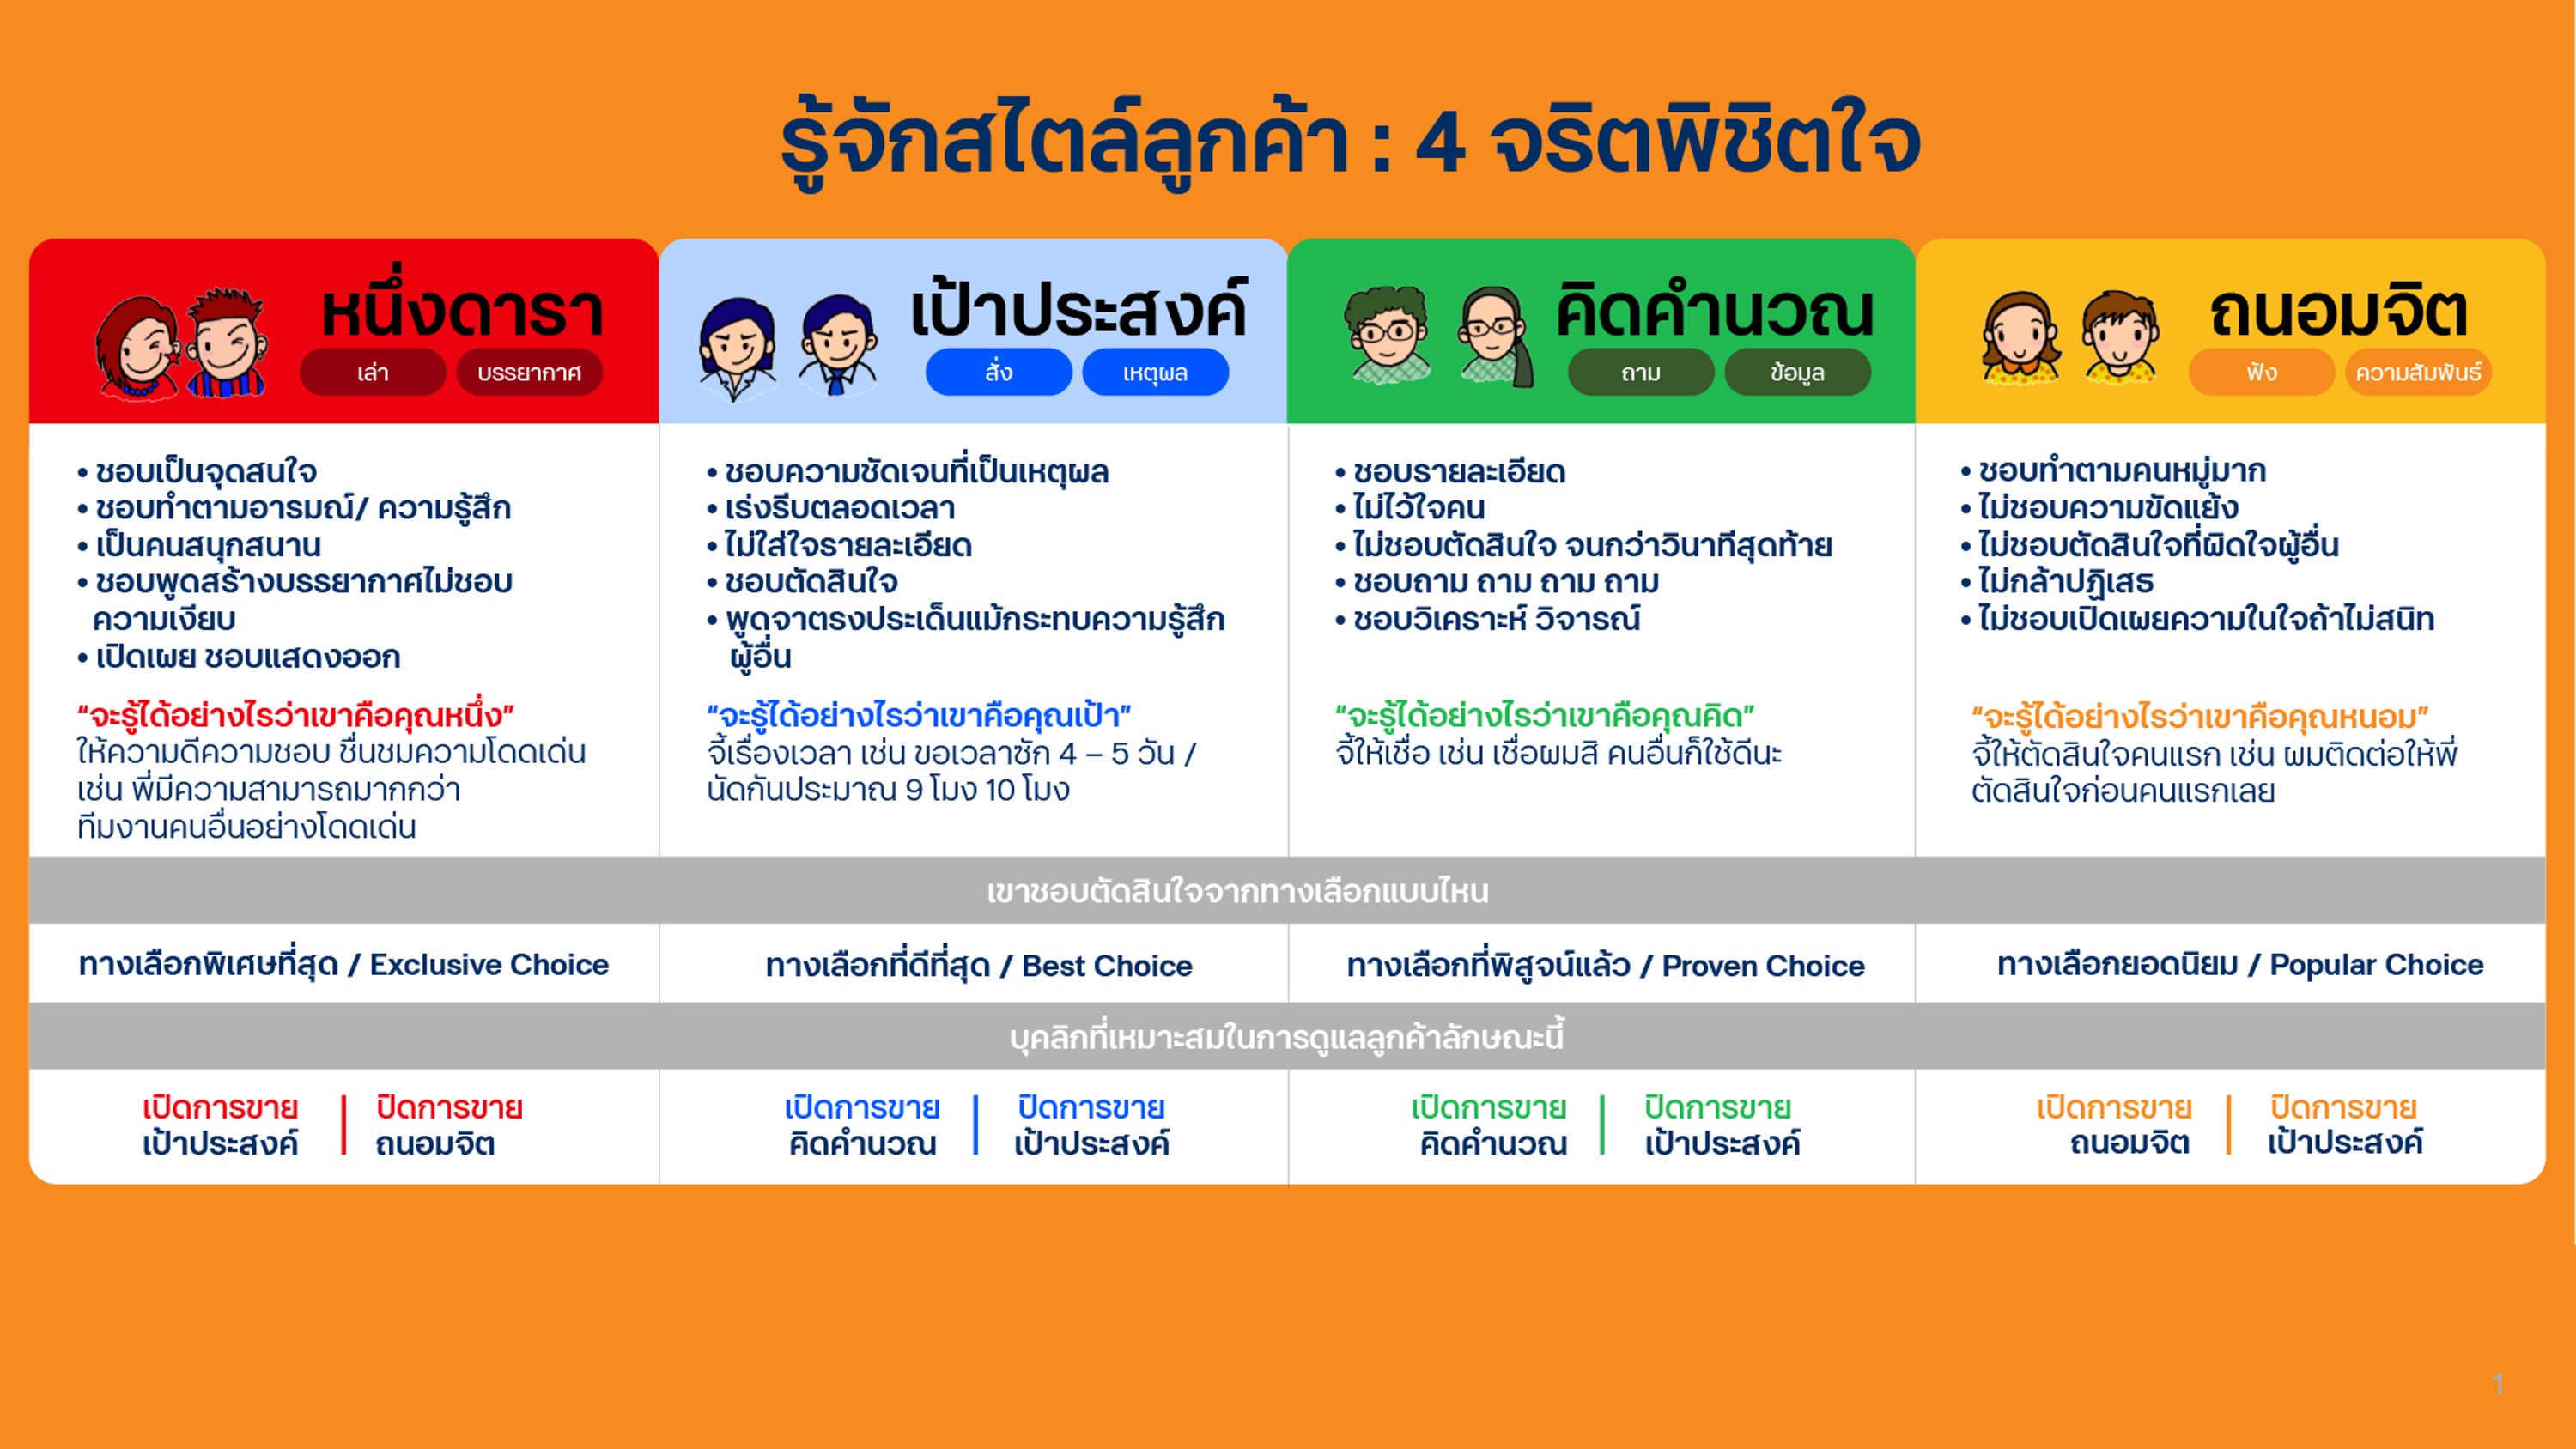 รู้จักสไตล์ลูกค้า : 4 จริตพิชิตใจ
หนึ่งดารา
เล่า
บรรยากาศ
• ชอบเป็นจุดสนใจ
• ชอบทำตามอารมณ์/ ความรู้สึก
• เป็นคนสนุกสนาน
• ชอบพูดสร้างบรรยากาศไม่ชอบ
ความเงียบ
• เปิดเผย ชอบแสดงออก
“จะรู้ได้อย่างไรว่าเขาคือคุณหนึ่ง”
ให้ความดีความชอบ ชื่นชมความโดดเด่น
เช่น พี่มีความสามารถมากกว่า
ทีมงานคนอื่นอย่างโดดเด่น
เป้าประสงค์
สั่ง
เหตุผล
• ชอบความชัดเจนที่เป็นเหตุผล
• เร่งรีบตลอดเวลา
• ไม่ใส่ใจรายละเอียด
• ชอบตัดสินใจ
• พูดจาตรงประเด็นแม้กระทบความรู้สึก
ผู้อื่น
“จะรู้ได้อย่างไรว่าเขาคือคุณเป้า”
จี้เรื่องเวลา เช่น ขอเวลาซัก 4 – 5 วัน /
นัดกันประมาณ 9 โมง 10 โมง
คิดคำนวณ
ถาม
ข้อมูล
• ชอบรายละเอียด
• ไม่ไว้ใจคน
• ไม่ชอบตัดสินใจ จนกว่าวินาทีสุดท้าย
• ชอบถาม ถาม ถาม ถาม
• ชอบวิเคราะห์ วิจารณ์
“จะรู้ได้อย่างไรว่าเขาคือคุณคิด”
จี้ให้เชื่อ เช่น เชื่อผมสิ คนอื่นก็ใช้ดีนะ
ถนอมจิต
ฟัง
ความสัมพันธ์
• ชอบทำตามคนหมู่มาก
• ไม่ชอบความขัดแย้ง
• ไม่ชอบตัดสินใจที่ผิดใจผู้อื่น
• ไม่กล้าปฏิเสธ
• ไม่ชอบเปิดเผยความในใจถ้าไม่สนิท
“จะรู้ได้อย่างไรว่าเขาคือคุณหนอม”
จี้ให้ตัดสินใจคนแรก เช่น ผมติดต่อให้พี่
ตัดสินใจก่อนคนแรกเลย
เขาชอบตัดสินใจจากทางเลือกแบบไหน
ทางเลือกพิเศษที่สุด / Exclusive Choice
ทางเลือกที่ดีที่สุด / Best Choice
ทางเลือกที่พิสูจน์แล้ว / Proven Choice
ทางเลือกยอดนิยม / Popular Choice
บุคลิกที่เหมาะสมในการดูแลลูกค้าลักษณะนี้
เปิดการขาย
เป้าประสงค์
ปิดการขาย
ถนอมจิต
เปิดการขาย
คิดคำนวณ
ปิดการขาย
เป้าประสงค์
เปิดการขาย
คิดคำนวณ
ปิดการขาย
เป้าประสงค์
เปิดการขาย
ถนอมจิต
ปิดการขาย
เป้าประสงค์
1